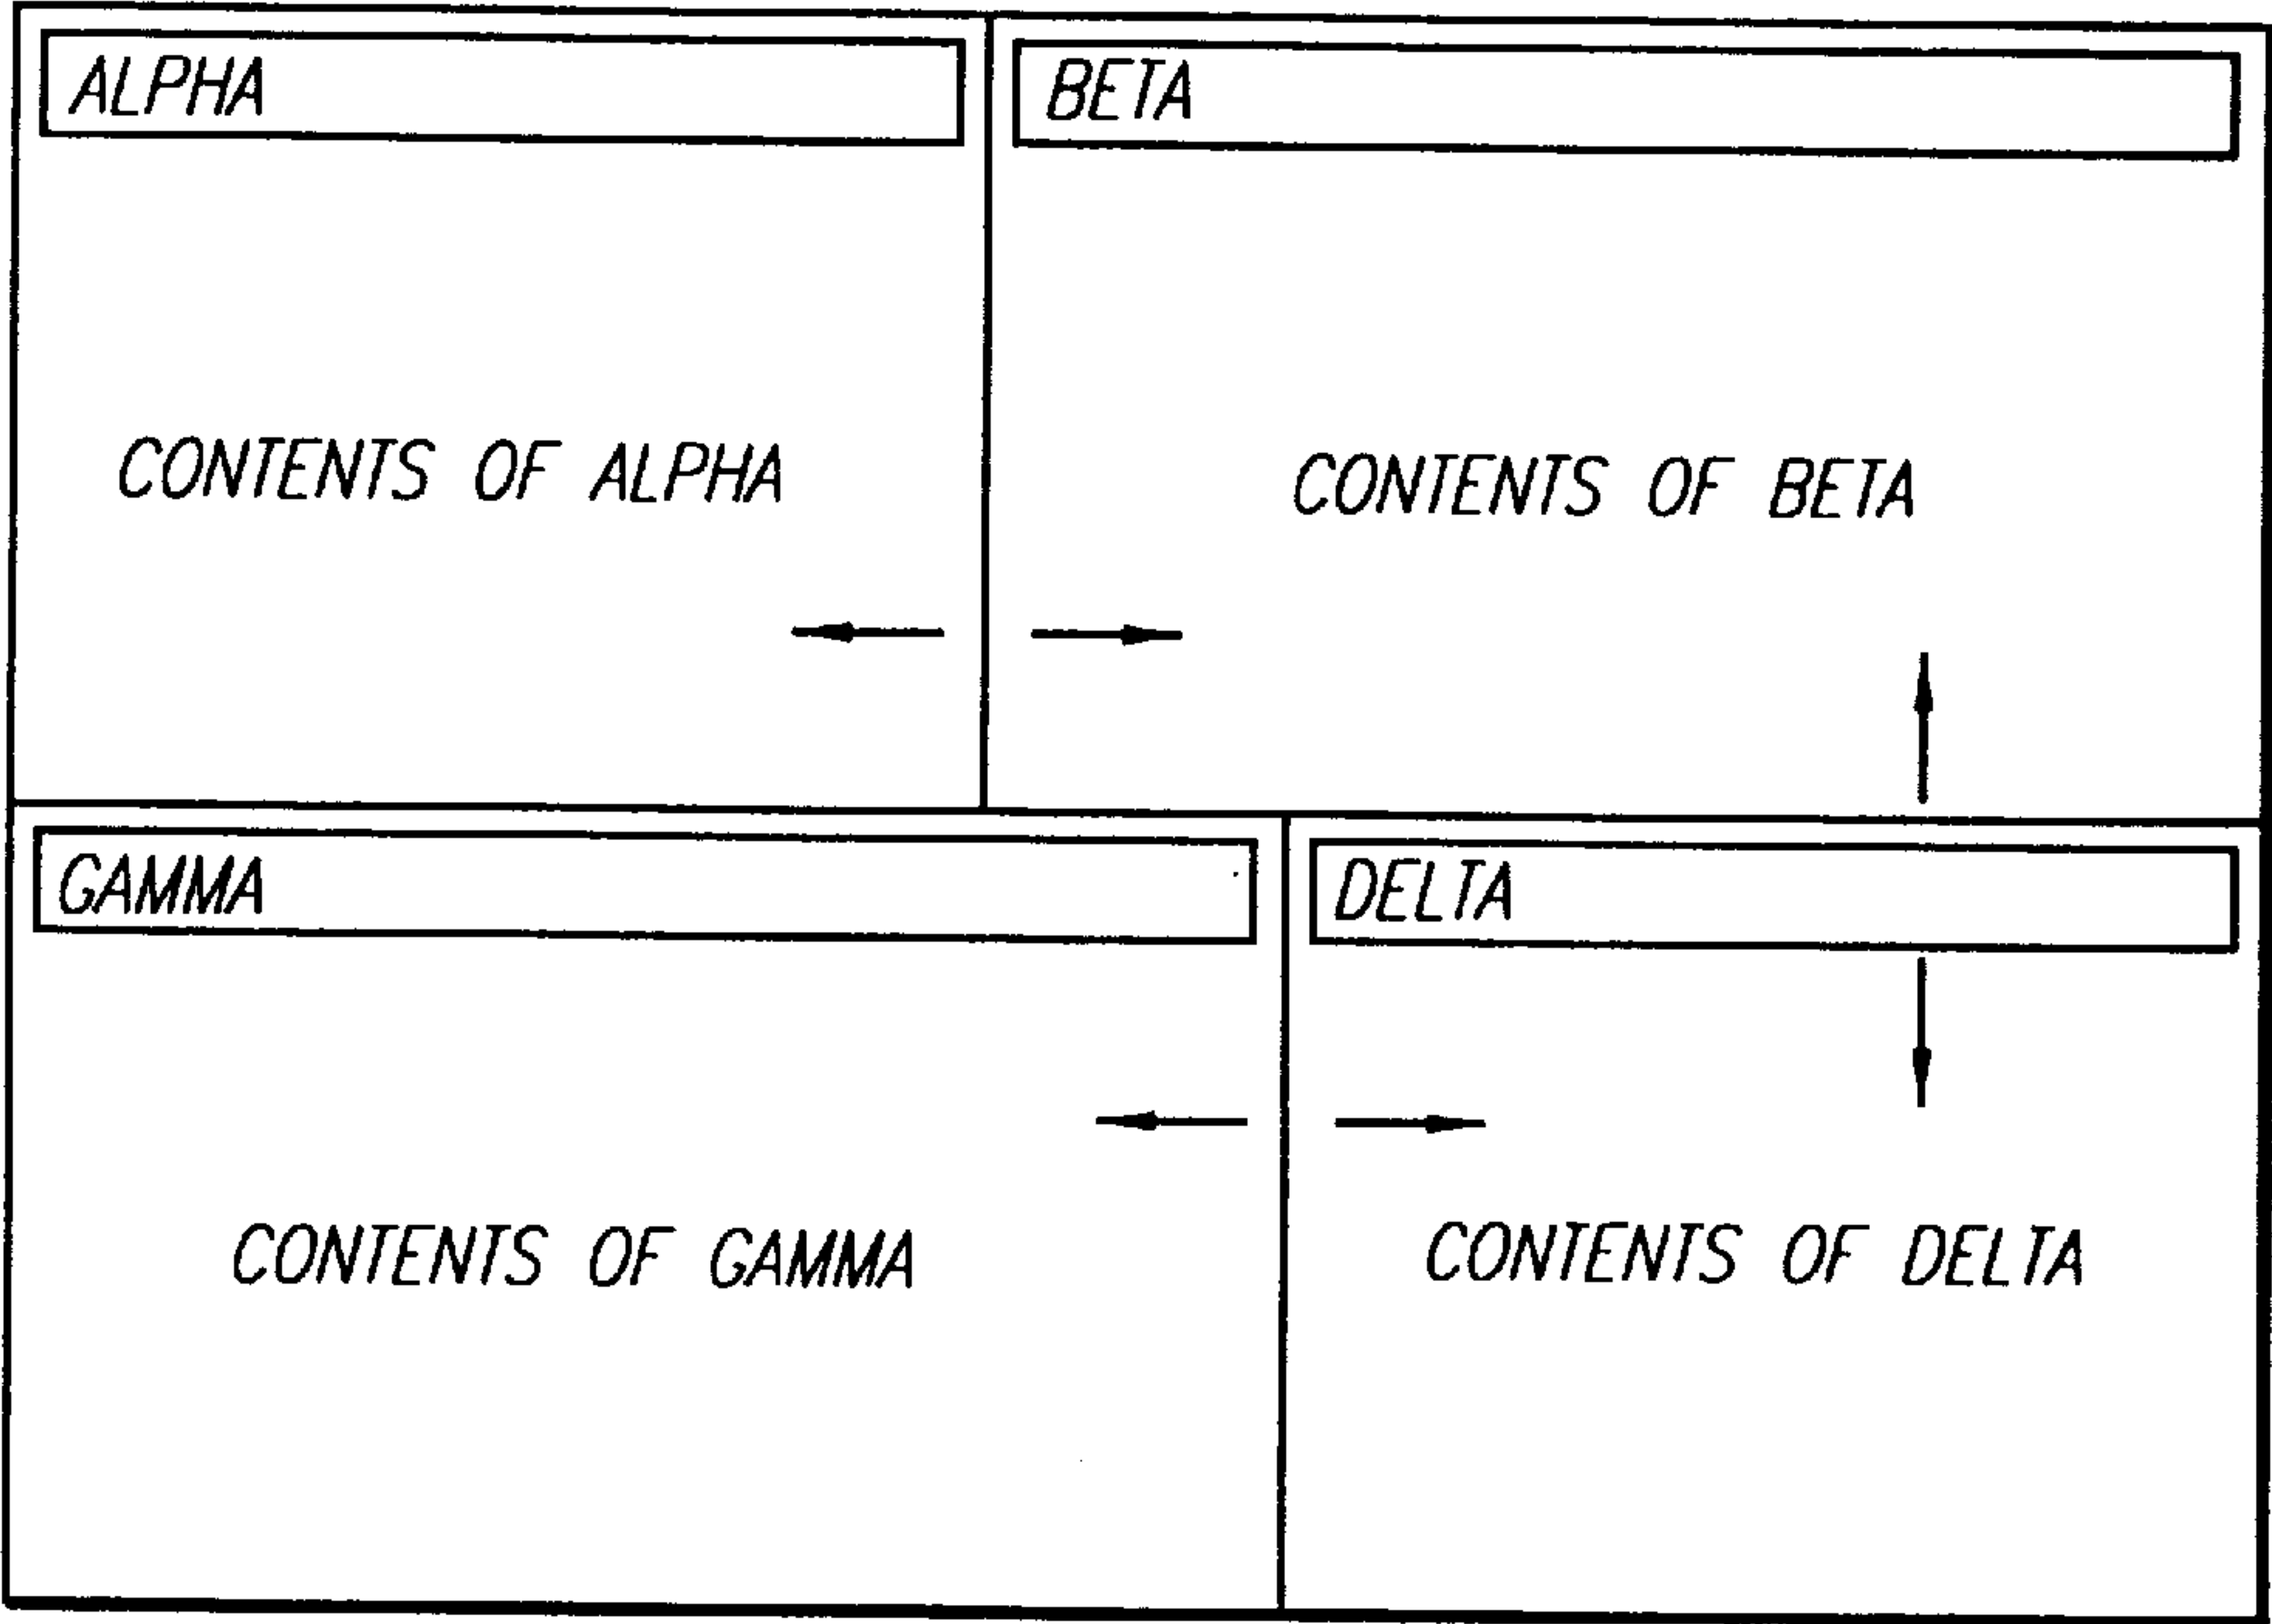 ALPHA
BETA
CONTENTS OF ALPHA
CONTENTS OF BETA
GAMMA
DELTA
CONTENTS OF GAMMA
CONTENTS OF DELTA